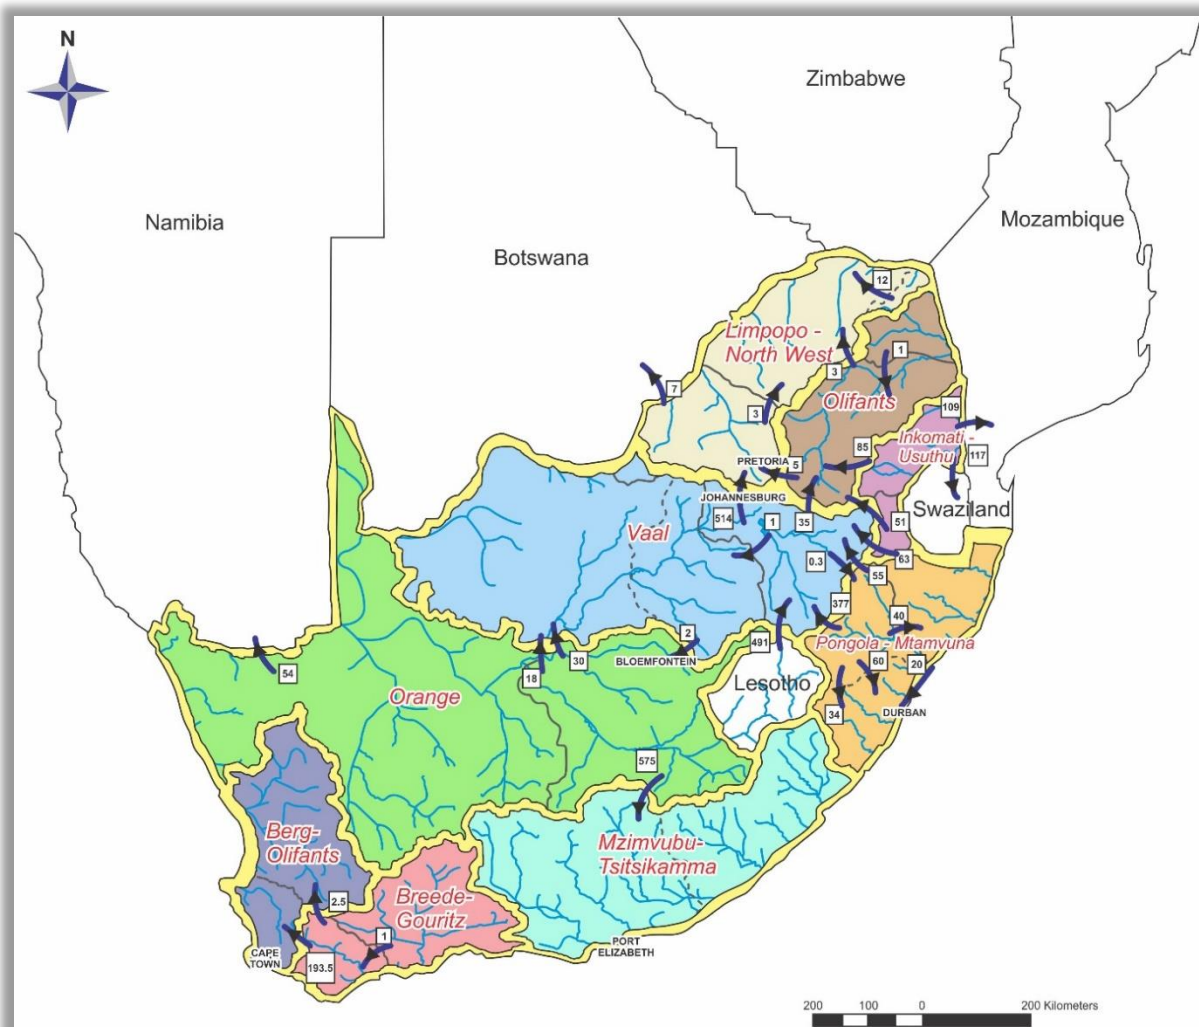 N
Zimbabwe
Namibia
Mozambique
Botswana
12
Limpopo -
North West
1
3
7
Olifants
3
109
Inkomati -
Usuthu
85
117
PRETORIA
5
JOHANNESBURG
Swaziland
514
1
35
51
Vaal
0.3
63
55
377
40
2
491
Pongola - Mtamvuna
BLOEMFONTEIN
30
60
20
54
18
Lesotho
Orange
DURBAN
34
575
Berg-
Olifants
Mzimvubu-
Tsitsikamma
Breede-
Gouritz
2.5
1
CAPE
TOWN
193.5
PORT
ELIZABETH
200 100 0 200 Kilometers